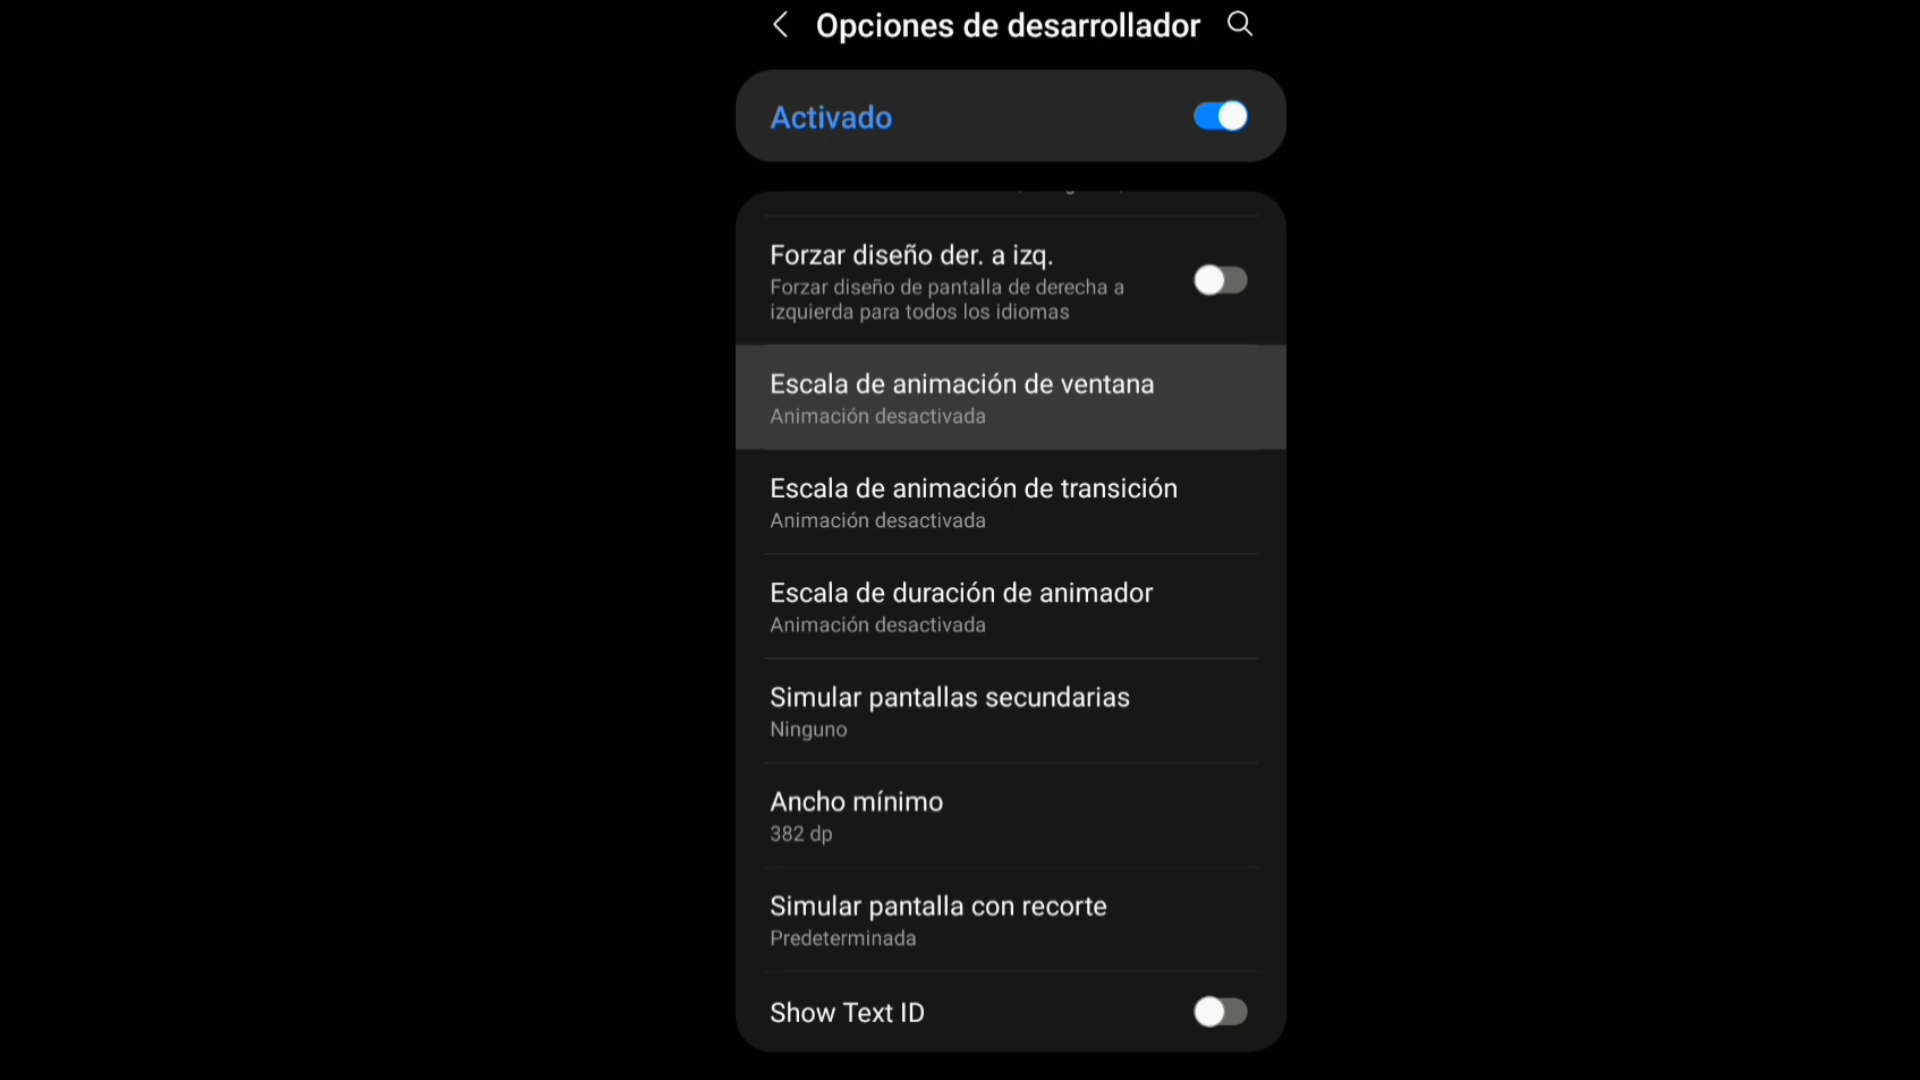 Opciones de desarrollador
Activado
Forzar diseño der. a izq.
Forzar diseño de pantalla de derecha a
izquierda para todos los idiomas
Escala de animación de ventana
Animación desactivada
Escala de animación de transición
Animación desactivada
Escala de duración de animador
Animación desactivada
Simular pantallas secundarias
Ninguno
Ancho mínimo
382 dp
Simular pantalla con recorte
Predeterminada
Show Text ID